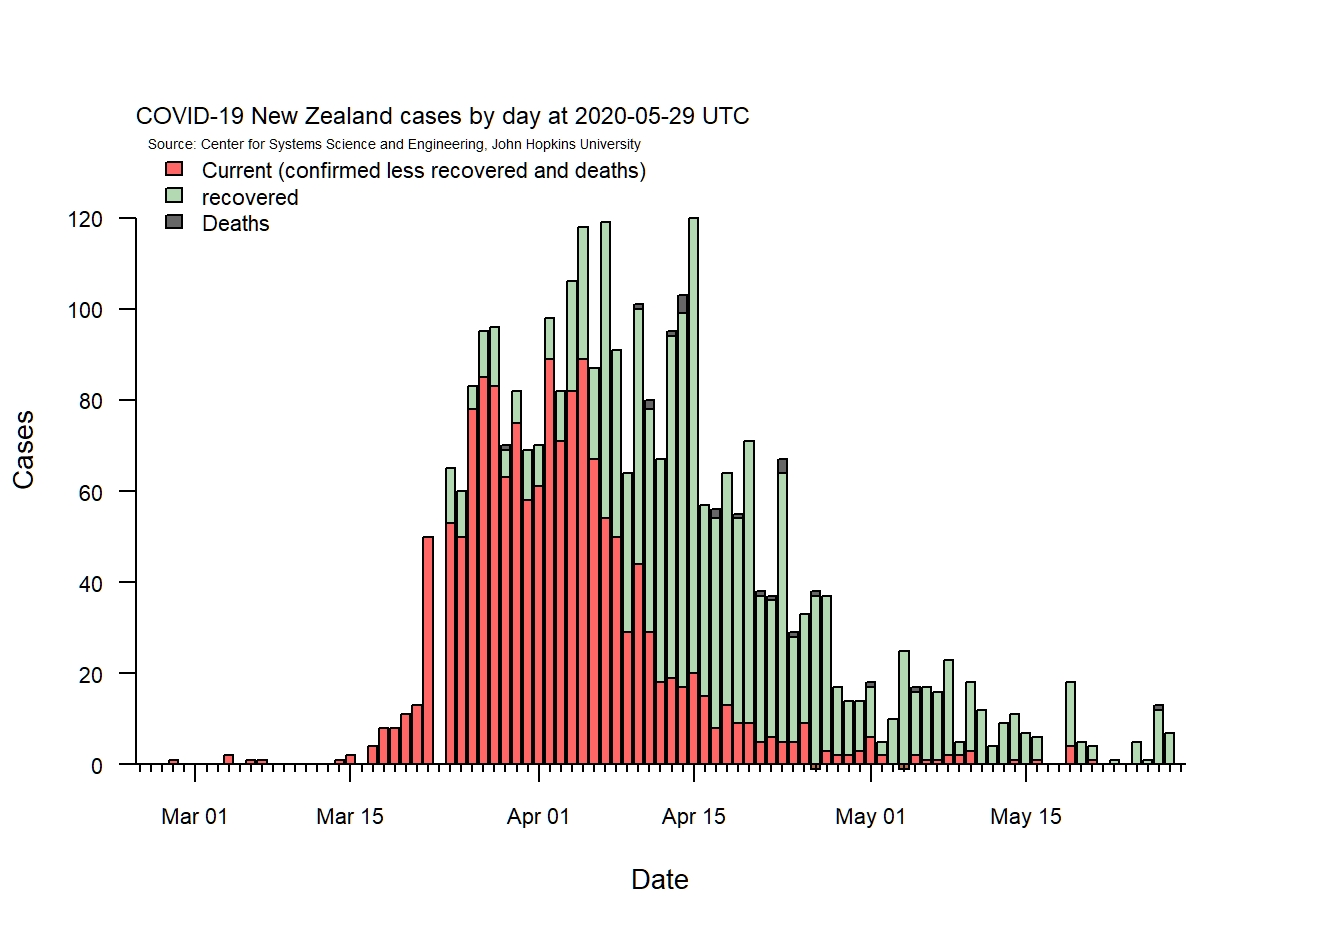 COVID-19 New Zealand cases by day at 2020-05-29 UTC
Source: Center for Systems Science and Engineering, John Hopkins University
Current (confirmed less recovered and deaths)
recovered
Deaths
120
100
80
60
40
20
0
Cases
Mar 01 Mar 15 Apr 01 Apr 15 May 01 May 15
Date